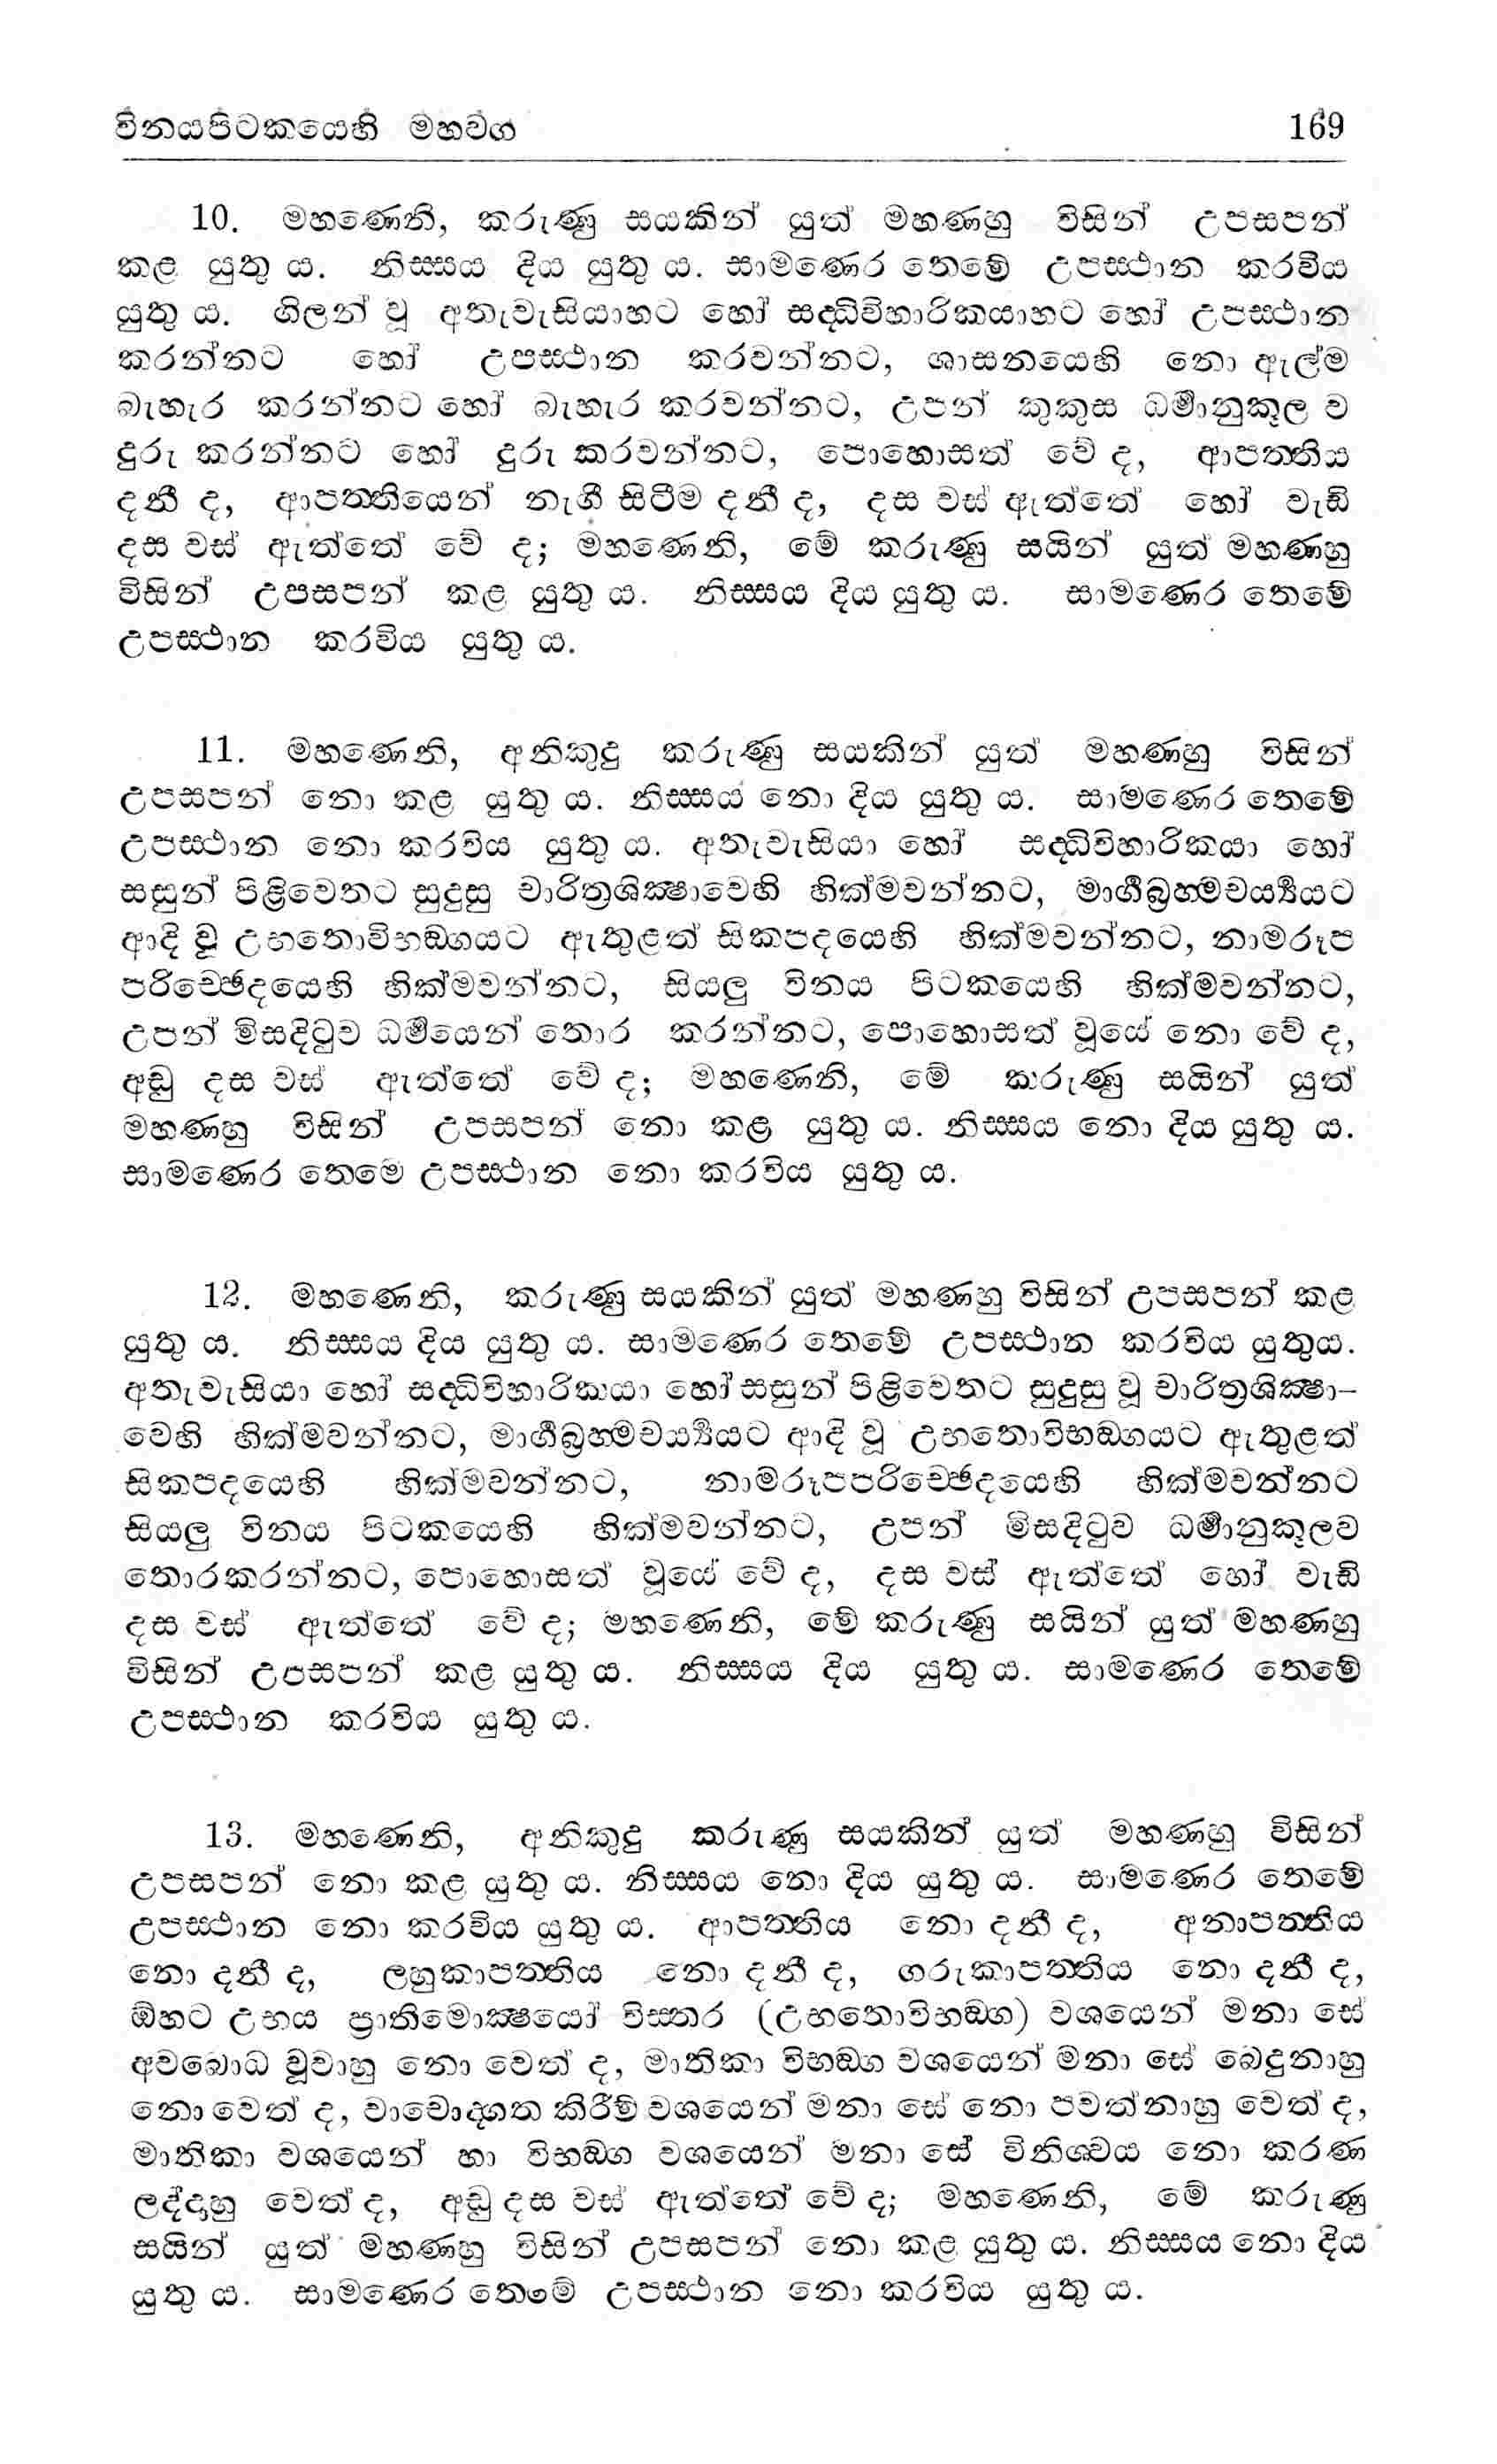 විනයපිටකයෙහි මහවග 169
10. මහණෙනි, කරුණු සයකින් යුත් මහණහු විසින් උපසපන්
කළ යුතු ය. නිස්සය දිය යුතු ය. සාමණෙර තෙමේ උපස්ථාන කරවිය
යුතු ය. ගිලන් වූ අතැවැසියාහට හෝ සද්ධිවිහාරිකයාහට හෝ උපස්ථාන
කරන්නට හෝ උපස්ථාන කරවන්නට, ශාසනයෙහි නො ඇල්ම
බැහැර කරන්නට හෝ බැහැර කරවන්නට, උපන් කුකුස ධර්මානුකූල ව
දුරු කරන්නට හෝ දුරු කරවන්නට, පොහොසත් වේ ද, ආපත්තිය
දනී ද, ආපත්තියෙන් නැගී සිටීම දනී ද, දස වස් ඇත්තේ හෝ වැඩි
දස වස් ඇත්තේ වේ ද; මහණෙනි, මේ කරුණු සයින් යුත් මහණහු
විසින් උපසපන් කළ යුතු ය. නිස්සය දිය යුතු ය. සාමණෙර තෙමේ
උපස්ථාන කරවිය යුතු ය.
11. මහණෙනි, අනිකුදු කරුණු සයකින් යුත් මහණහු විසින්
උපසපන් නො කළ යුතු ය. නිස්සය නො දිය යුතු ය. සාමණෙර තෙමේ
උපස්ථාන නො කරවිය යුතු ය. අතැවැසියා හෝ සද්ධිවිහාරිකයා හෝ
සසුන් පිළිවෙතට සුදුසු චාරිත්‍රශික්‍ෂාවෙහි හික්මවන්නට, මාර්ගබ්‍රහ්මචර්‍ය්‍යයට
ආදි වූ උභතොවිභඞ්ගයට ඇතුළත් සිකපදයෙහි හික්මවන්නට, නාමරූප
පරිච්ඡේදයෙහි හික්මවන්නට, සියලු විනය පිටකයෙහි හික්මවන්නට,
උපන් මිසදිටුව ධර්මයෙන් තොර කරන්නට, පොහොසත් වූයේ නො වේ ද,
අඩු දස වස් ඇත්තේ වේ ද; මහණෙනි, මේ කරුණු සයින් යුත්
මහණහු විසින් උපසපන් නො කළ යුතු ය. නිස්සය නො දිය යුතු ය.
සාමණෙර තෙමෙ උපස්ථාන නො කරවිය යුතු ය.
12. මහණෙනි, කරුණු සයකින් යුත් මහණහු විසින් උපසපන් කළ
යුතු ය. නිස්සය දිය යුතු ය. සාමණෙර තෙමේ උපස්ථාන කරවිය යුතුය.
අතැවැසියා හෝ සද්ධිවිහාරිකයා හෝ සසුන් පිළිවෙතට සුදුසු වූ චාරිත්‍රශික්‍ෂා-
වෙහි හික්මවන්නට, මාර්ගබ්‍රහ්මචර්‍ය්‍යයට ආදි වූ උභතොවිභඞ්ගයට ඇතුළත්
සිකපදයෙහි හික්මවන්නට, නාමරූපපරිච්ඡේදයෙහි හික්මවන්නට
සියලු විනය පිටකයෙහි හික්මවන්නට, උපන් මිසදිටුව ධර්මානුකූලව
තොරකරන්නට, පොහොසත් වූයේ වේ ද, දස වස් ඇත්තේ හෝ වැඩි
දස වස් ඇත්තේ වේ ද; මහණෙනි, මේ කරුණු සයින් යුත් මහණහු
විසින් උපසපන් කළ යුතු ය. නිස්සය දිය යුතු ය. සාමණෙර තෙමේ
උපස්ථාන කරවිය යුතු ය.
13. මහණෙනි, අනිකුදු කරුණු සයකින් යුත් මහණහු විසින්
උපසපන් නො කළ යුතු ය. නිස්සය නො දිය යුතු ය. සාමණෙර තෙමේ
උපස්ථාන නො කරවිය යුතු ය. ආපත්තිය නො දනී ද, අනාපත්තිය
නො දනී ද, ලහුකාපත්තිය නො දනී ද, ගරුකාපත්තිය නො දනී ද,
ඕහට උභය ප්‍රාතිමොක්‍ෂයෝ විස්තර (උභතොවිභඞ්ග) වශයෙන් මනා සේ
අවබොධ වූවාහු නො වෙත් ද, මාතිකා විභඞ්ග වශයෙන් මනා සේ බෙදුනාහු
නො වෙත් ද, වාචොද්ගත කිරීම් වශයෙන් මනා සේ නො පවත්නාහු වෙත් ද,
මාතිකා වශයෙන් හා විභඞ්ග වශයෙන් මනා සේ විනිශ්චය නො කරණ
ලද්දාහු වෙත් ද, අඩු දස වස් ඇත්තේ වේ ද; මහණෙනි, මේ කරුණු
සයින් යුත් මහණහු විසින් උපසපන් නො කළ යුතු ය. නිස්සය නො දිය
යුතු ය. සාමණෙර තෙමේ උපස්ථාන නො කරවිය යුතු ය.